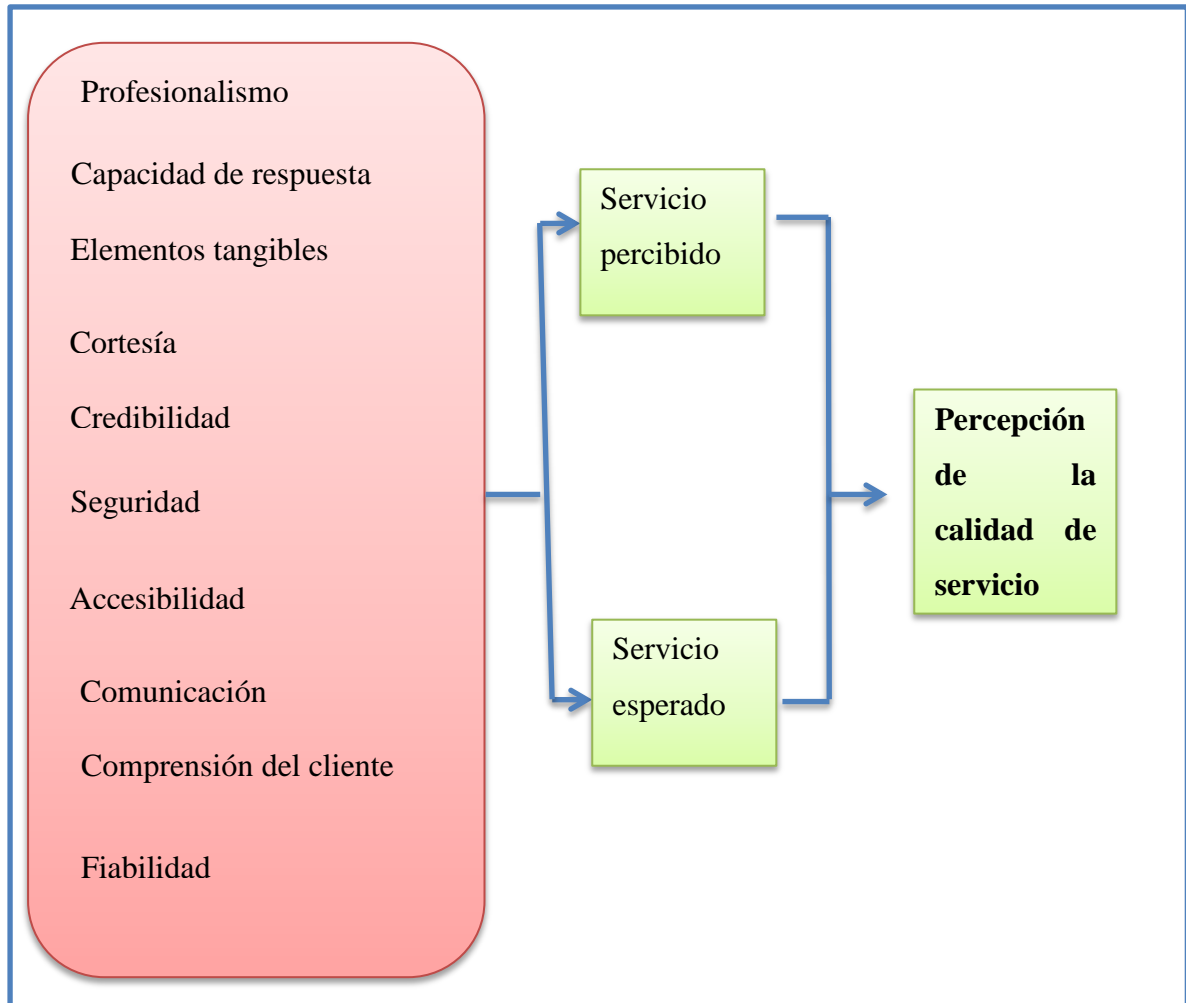 Profesionalismo
Capacidad de respuesta
Elementos tangibles
Cortesía
Credibilidad
Seguridad
Accesibilidad
Comunicación
Comprensión del cliente
Fiabilidad
Servicio
percibido
Servicio
esperado
Percepción
de la
calidad de
servicio